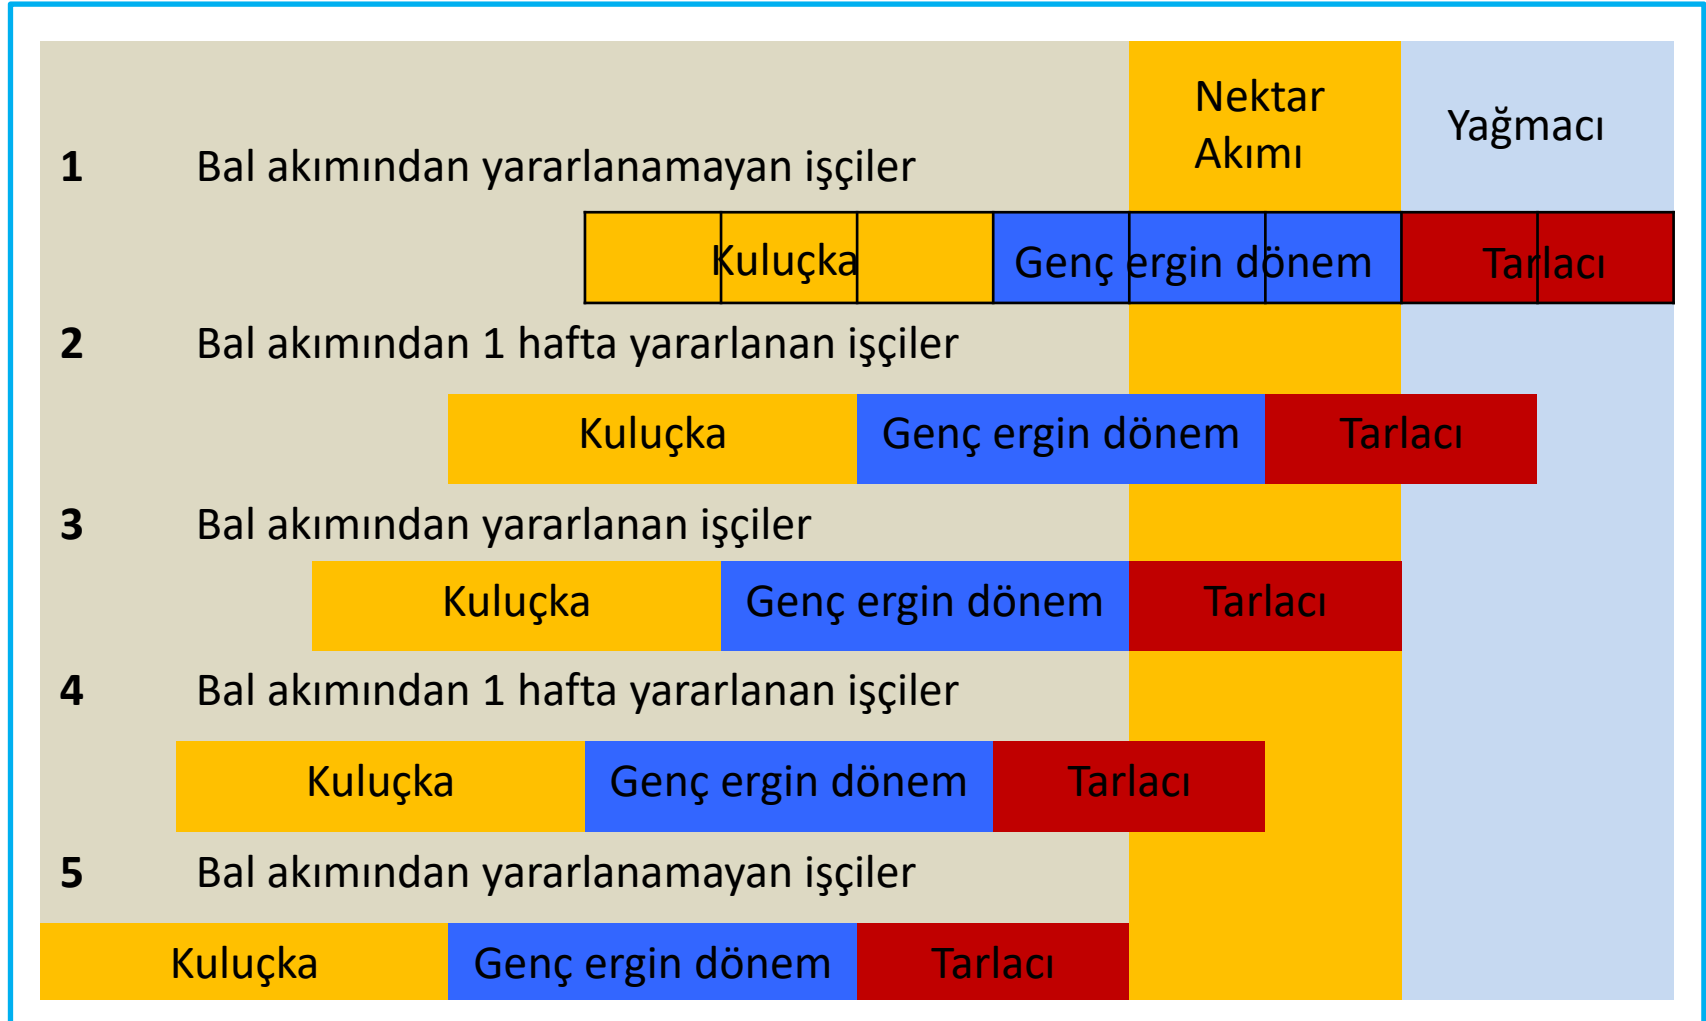 Nektar
Akımı
Yağmacı
1 Bal akımından yararlanamayan işçiler
Kuluçka Genç ergin dönem Tarlacı
2 Bal akımından 1 hafta yararlanan işçiler
Kuluçka Genç ergin dönem Tarlacı
3 Bal akımından yararlanan işçiler
Kuluçka Genç ergin dönem Tarlacı
4 Bal akımından 1 hafta yararlanan işçiler
Kuluçka Genç ergin dönem Tarlacı
5 Bal akımından yararlanamayan işçiler
Kuluçka Genç ergin dönem Tarlacı